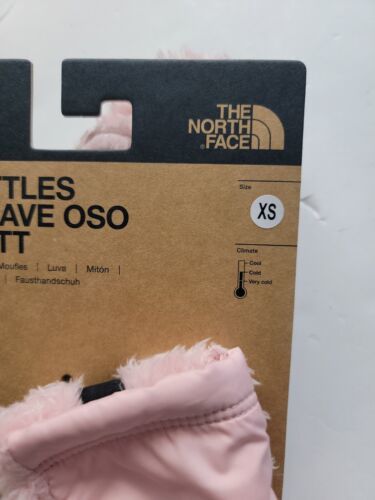 THE
NORTH
FACE
TTLES
AVE OSO
TT
Moufles | Luva | Mitón |
| Fausthandschuh
Size
XS
Climate
Cool
Cold
Very cold